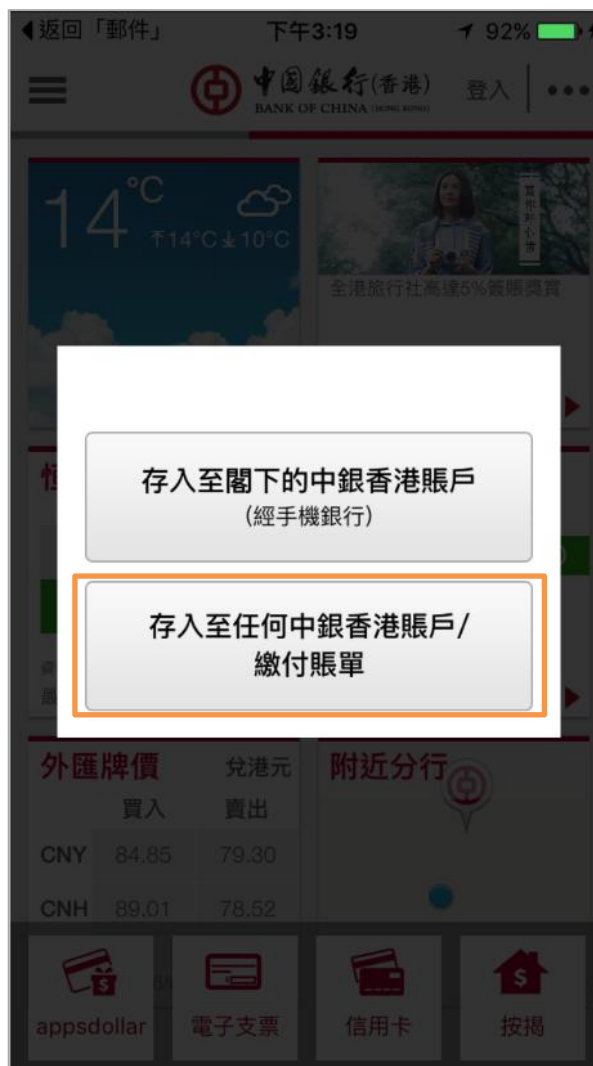 返回「郵件」 下午3:19 92%
中國銀行(香港) 登入
BANK OF CHINA (HONG KONG)
14°C
14°C 10°C
全港旅行社高達5%簽賬獎賞
存入至閣下的中銀香港賬戶
(經手機銀行)
存入至任何中銀香港賬戶/
繳付賬單
外匯牌價 兌港元 附近分行
買入 賣出
CNY 84.85 79.30
CNH 89.01 78.52
appsdollar 電子支票 信用卡 按揭